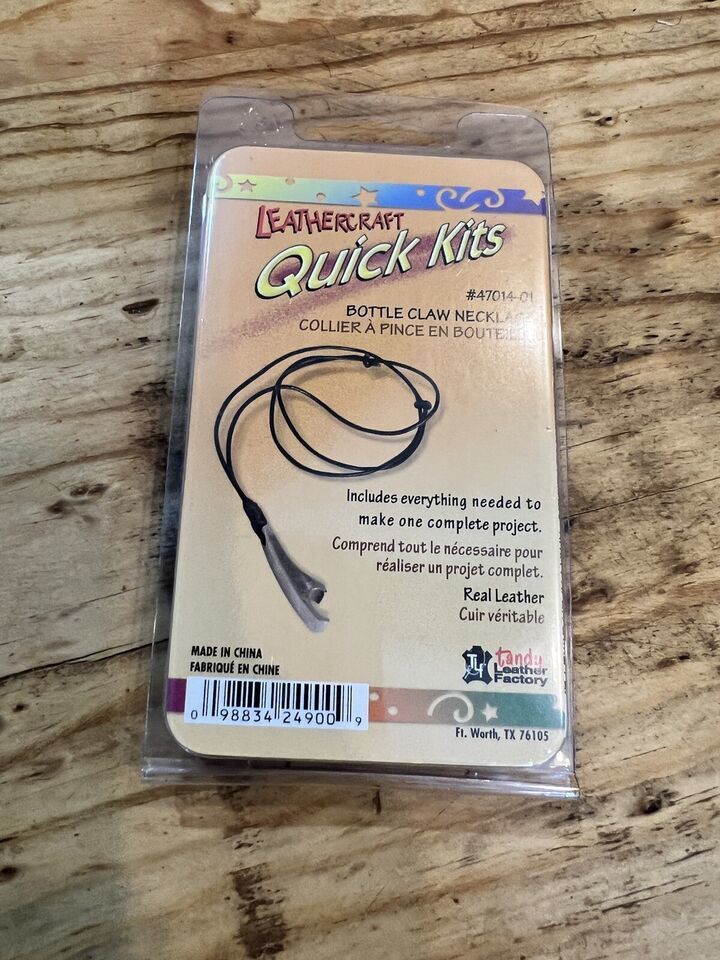 LEATHERCRAFT
Quick Kits
#47014-01
BOTTLE CLAW
COLLIER À PINCE EN
Includes everything needed to
make one complete project.
Comprend tout le nécessaire pour
réaliser un projet complet.
Real Leather
Cuir véritable
MADE IN CHINA
FABRIQUÉ EN CHINE
TLF
Tandy
Leather
Factory
0 98834 24900 9
Ft. Worth, TX 76105